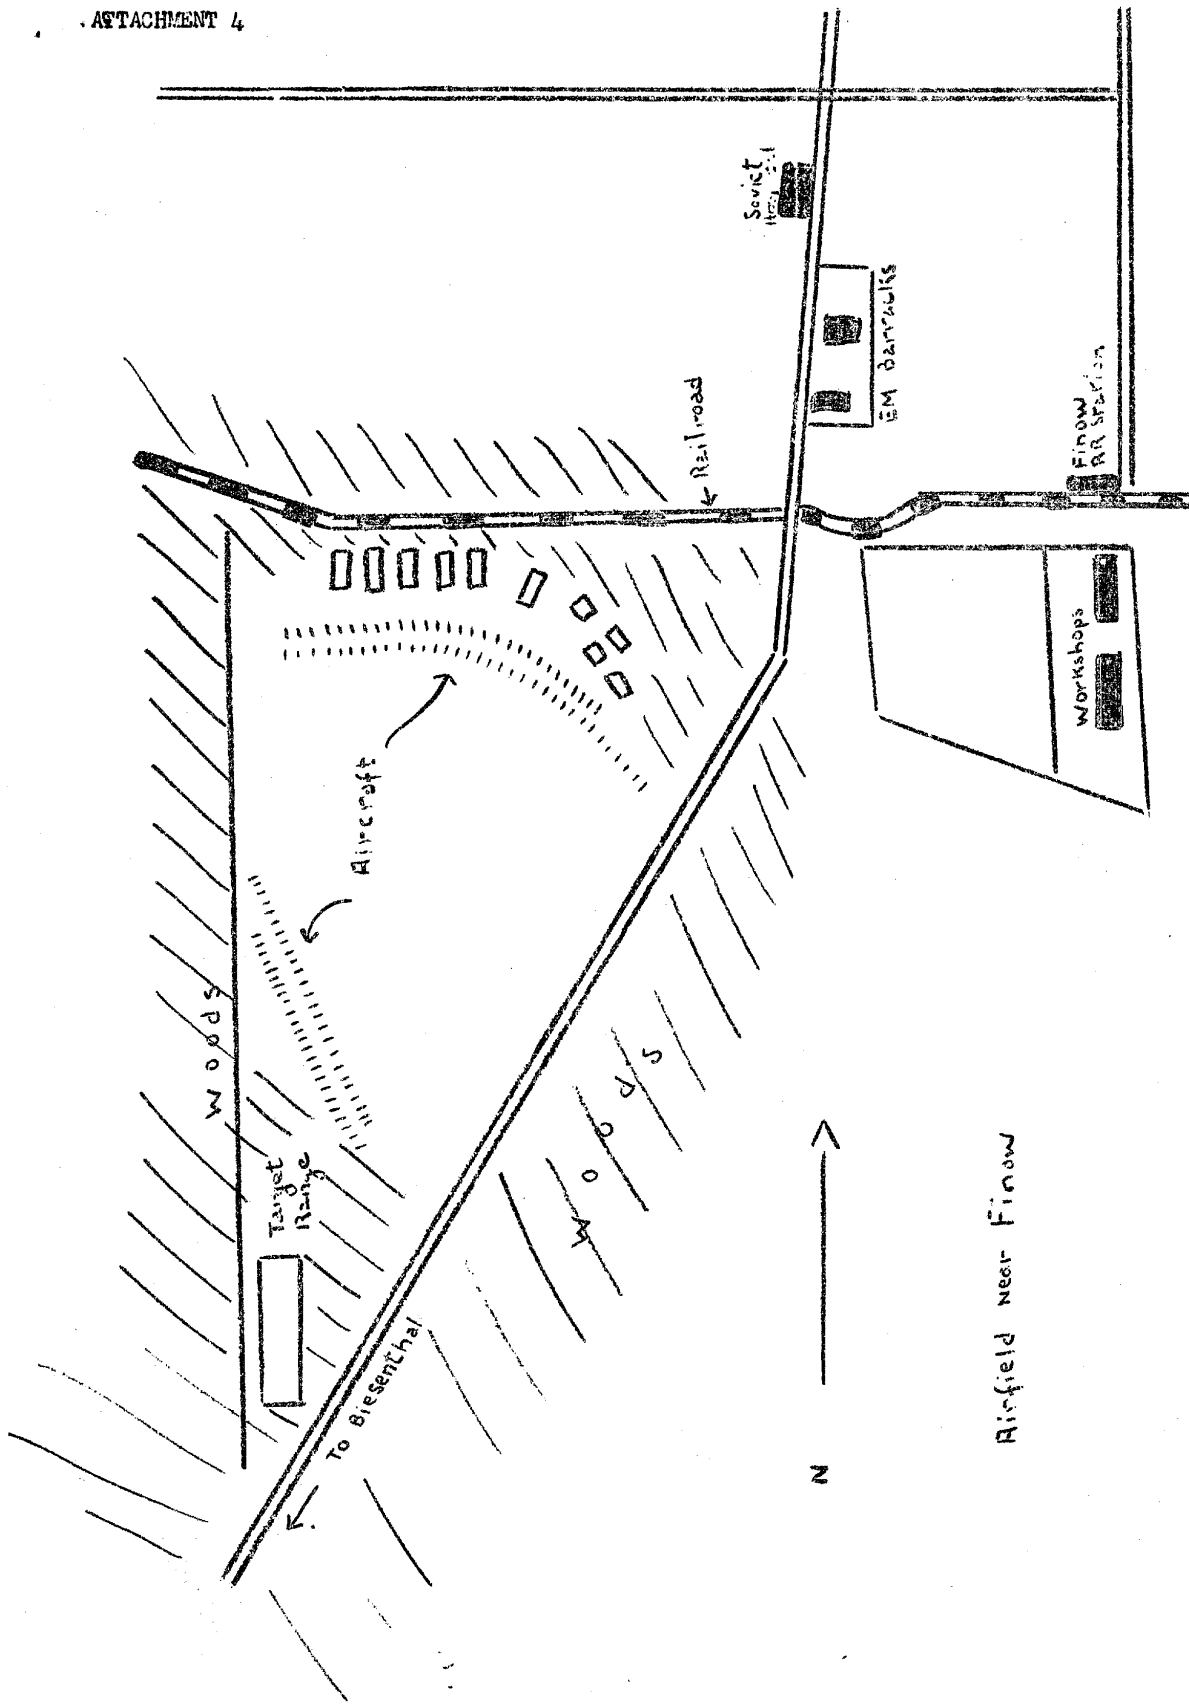 ATTACHMENT 4
Soviet
EM Barracks
Finow
RR Station
← Railroad
Workshops
Aircraft
Woods
Target
Range
Woods
To Biesenthal
N
Airfield near Finow